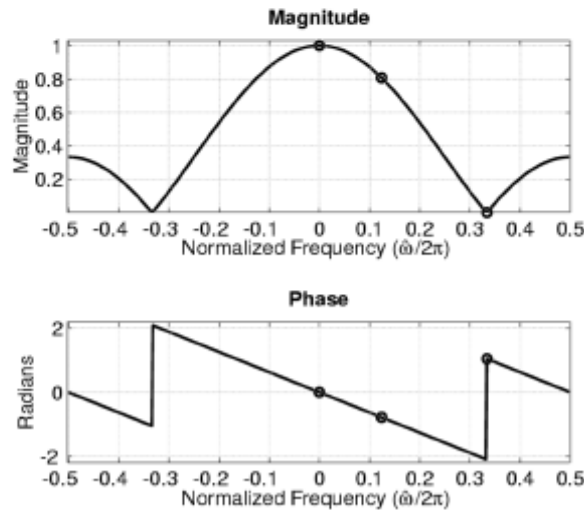 Magnitude
1
0.8
0.6
0.4
0.2
Magnitude
-0.5 -0.4 -0.3 -0.2 -0.1 0 0.1 0.2 0.3 0.4 0.5
Normalized Frequency (ω̂/2π)
Phase
2
0
-2
Radians
-0.5 -0.4 -0.3 -0.2 -0.1 0 0.1 0.2 0.3 0.4 0.5
Normalized Frequency (ω̂/2π)